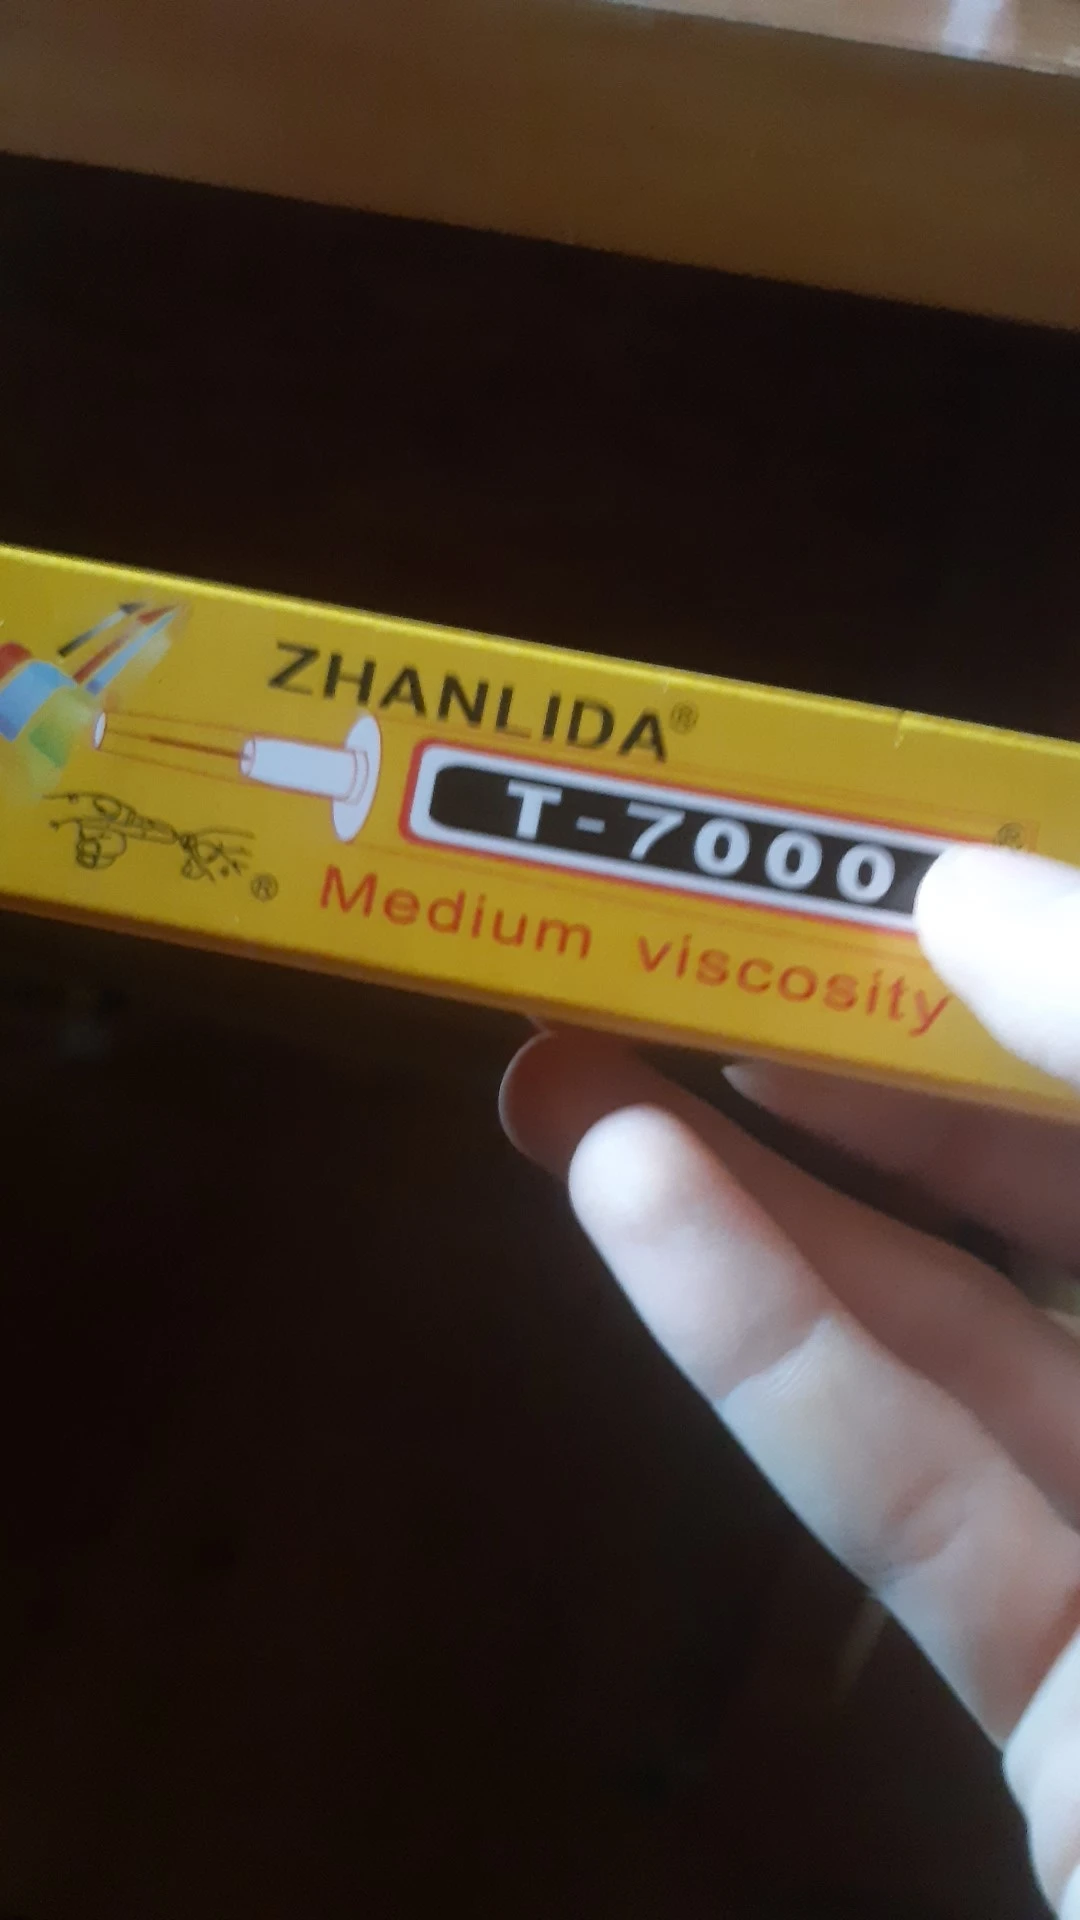 ZHANLIDA®
T-7000
®
Medium viscosity
®